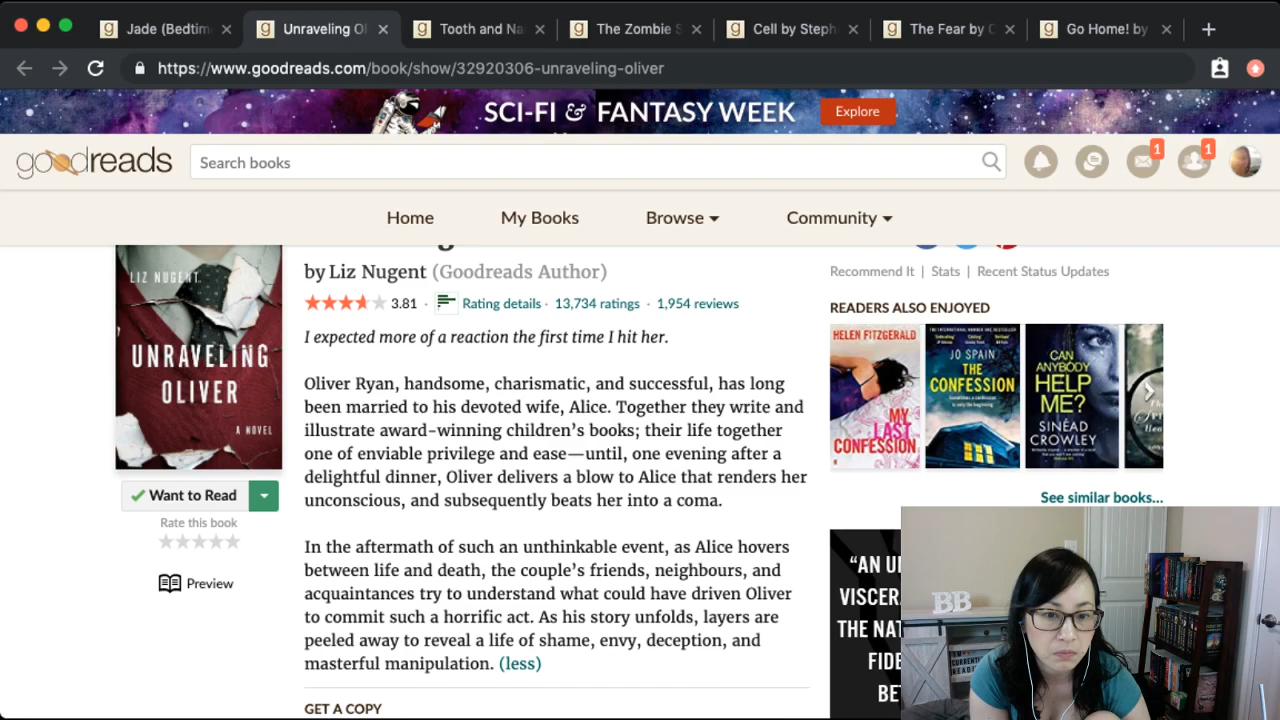 Jade (Bedtim
Unraveling Ol
Tooth and Na
The Zombie S
Cell by Steph
The Fear by C
Go Home! by
https://www.goodreads.com/book/show/32920306-unraveling-oliver
SCI-FI & FANTASY WEEK
Explore
goodreads
Search books
1
1
Home
My Books
Browse
Community
by Liz Nugent (Goodreads Author)
3.81 · Rating details · 13,734 ratings · 1,954 reviews
I expected more of a reaction the first time I hit her.
Oliver Ryan, handsome, charismatic, and successful, has long
been married to his devoted wife, Alice. Together they write and
illustrate award-winning children's books; their life together
one of enviable privilege and ease—until, one evening after a
delightful dinner, Oliver delivers a blow to Alice that renders her
unconscious, and subsequently beats her into a coma.
In the aftermath of such an unthinkable event, as Alice hovers
between life and death, the couple's friends, neighbours, and
acquaintances try to understand what could have driven Oliver
to commit such a horrific act. As his story unfolds, layers are
peeled away to reveal a life of shame, envy, deception, and
masterful manipulation. (less)
GET A COPY
LIZ NUGENT
UNRAVELING
OLIVER
A NOVEL
Want to Read
Rate this book
Preview
Recommend It | Stats | Recent Status Updates
READERS ALSO ENJOYED
HELEN FITZGERALD
MY
LAST
CONFESSION
JO SPAIN
THE
CONFESSION
CAN
ANYBODY
HELP
ME?
SINÉAD
CROWLEY
See similar books...
"AN U
VISCER
THE NAT
FIDE
BE
BB
CURRENTL
READI